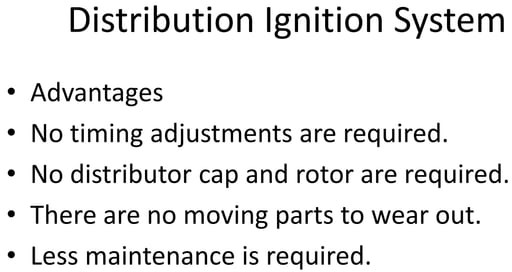 Distribution Ignition System
• Advantages
• No timing adjustments are required.
• No distributor cap and rotor are required.
• There are no moving parts to wear out.
• Less maintenance is required.